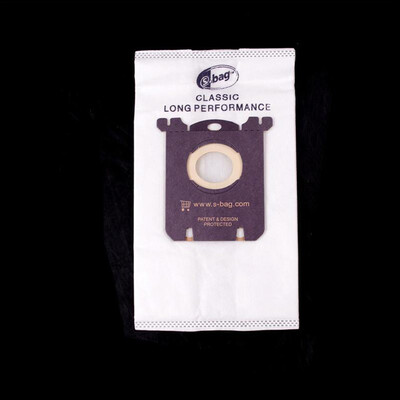 s-bag
CLASSIC
LONG PERFORMANCE
www.s-bag.com
PATENT & DESIGN
PROTECTED